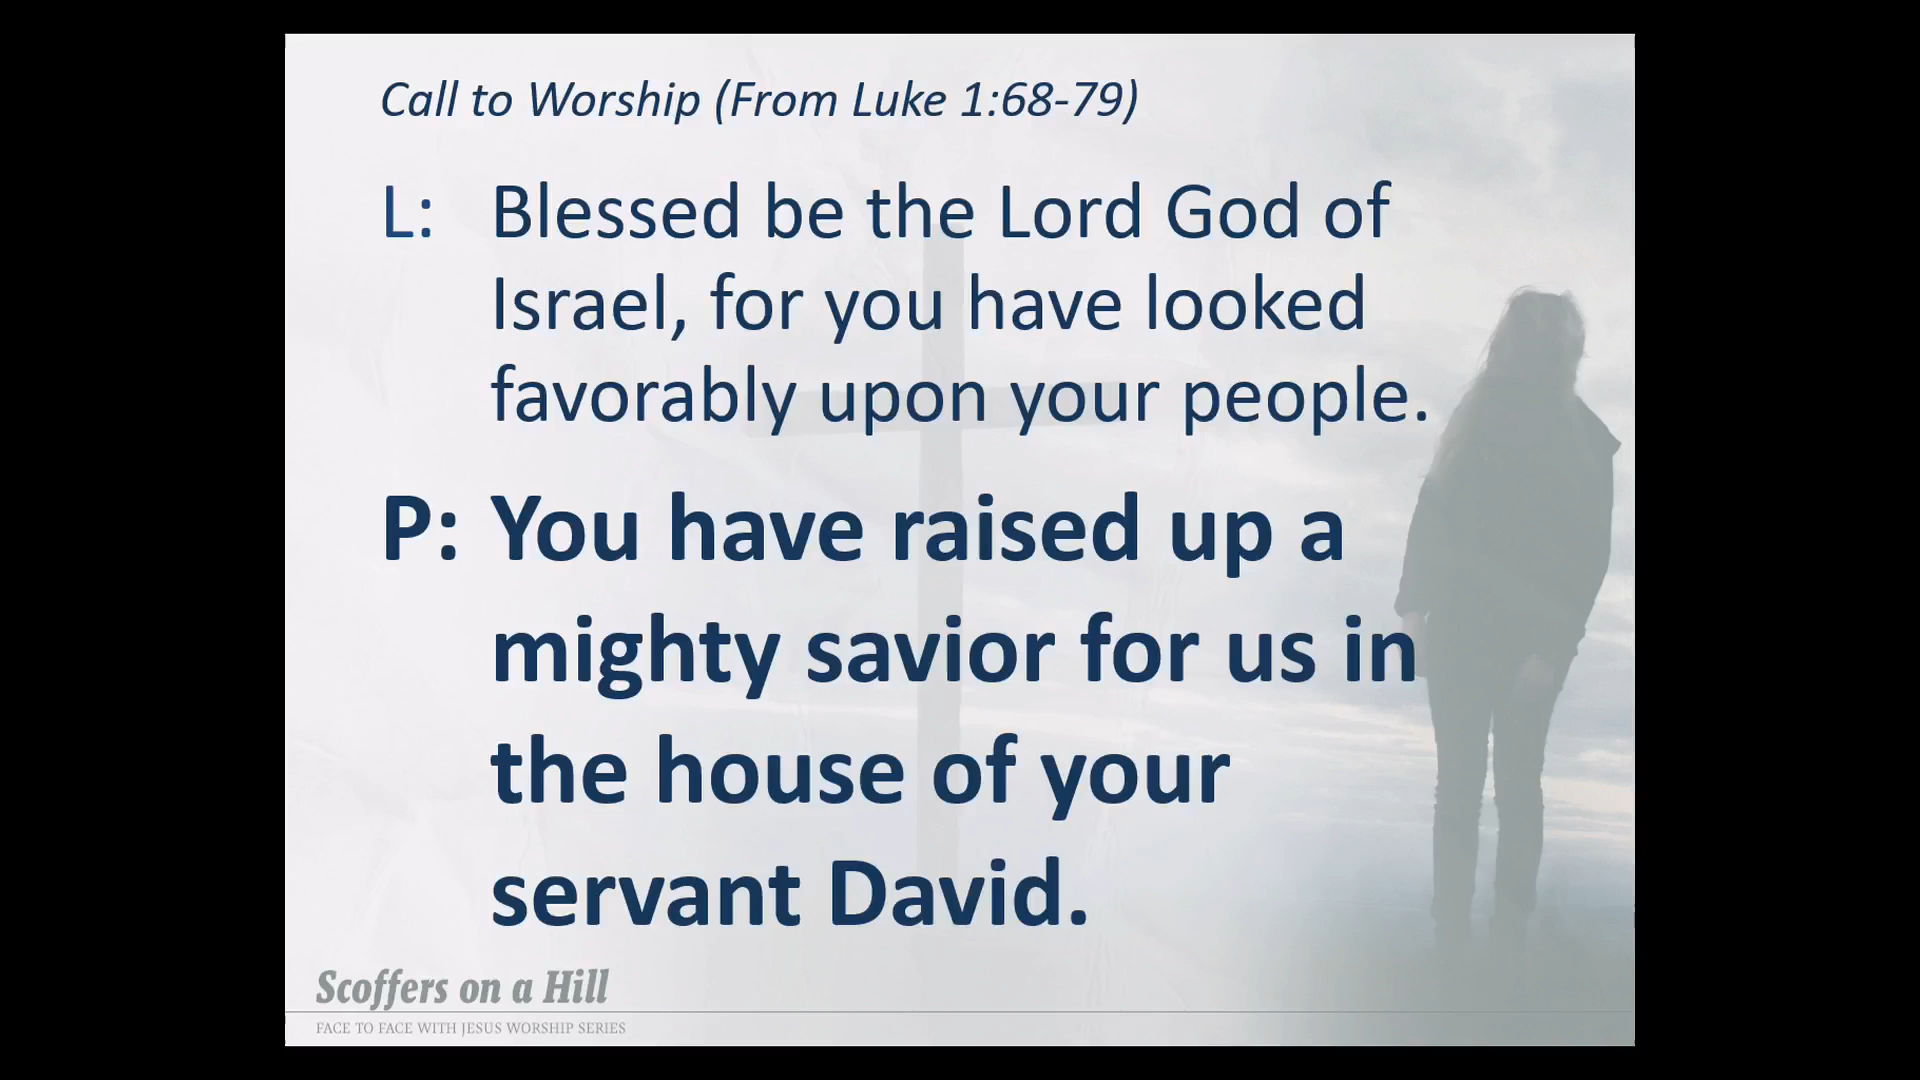 Call to Worship (From Luke 1:68-79)
L: Blessed be the Lord God of
Israel, for you have looked
favorably upon your people.
P: You have raised up a
mighty savior for us in
the house of your
servant David.
Scoffers on a Hill
FACE TO FACE WITH JESUS WORSHIP SERIES